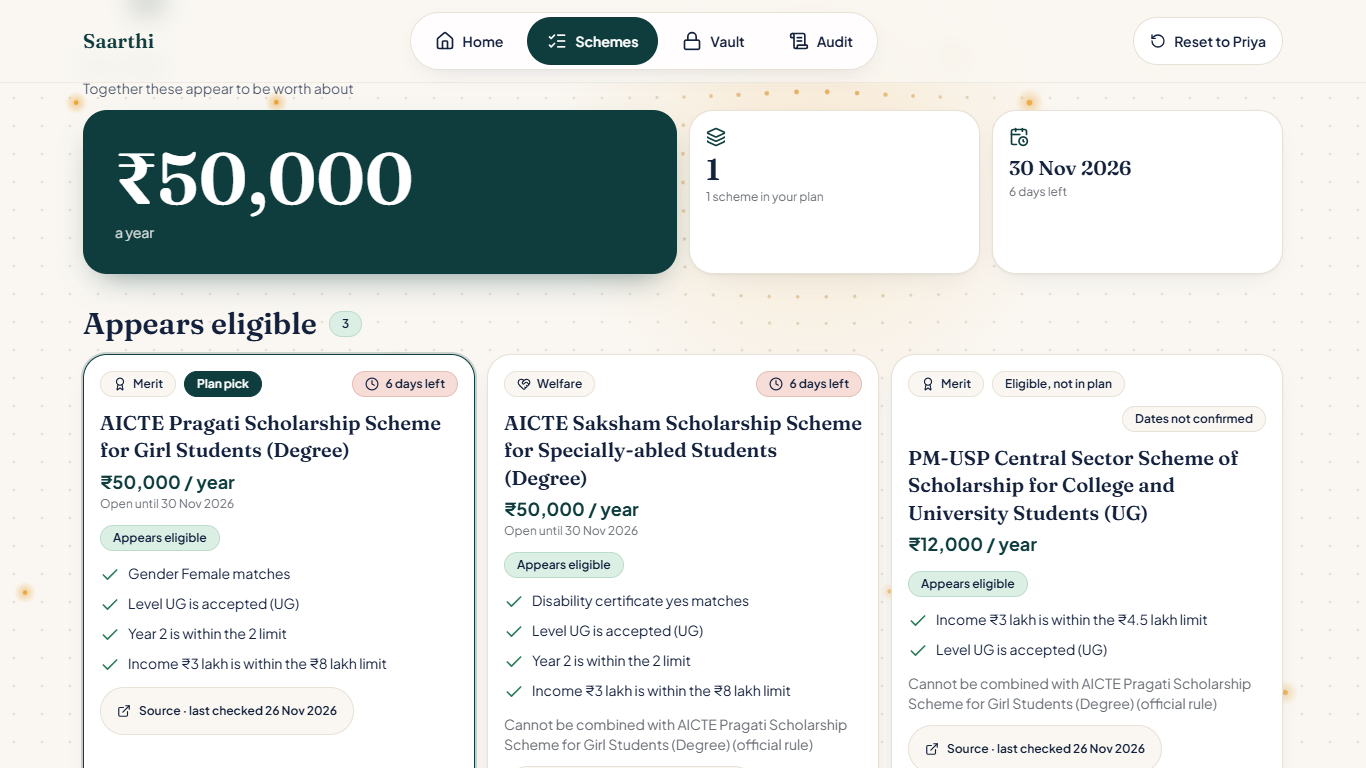 Saarthi
Home
Schemes
Vault
Audit
Reset to Priya
Together these appear to be worth about
₹50,000
a year
1
1 scheme in your plan
30 Nov 2026
6 days left
Appears eligible
3
Merit
Plan pick
6 days left
AICTE Pragati Scholarship Scheme
for Girl Students (Degree)
₹50,000 / year
Open until 30 Nov 2026
Appears eligible
Gender Female matches
Level UG is accepted (UG)
Year 2 is within the 2 limit
Income ₹3 lakh is within the ₹8 lakh limit
Source · last checked 26 Nov 2026
Welfare
6 days left
AICTE Saksham Scholarship Scheme
for Specially-abled Students
(Degree)
₹50,000 / year
Open until 30 Nov 2026
Appears eligible
Disability certificate yes matches
Level UG is accepted (UG)
Year 2 is within the 2 limit
Income ₹3 lakh is within the ₹8 lakh limit
Cannot be combined with AICTE Pragati Scholarship
Scheme for Girl Students (Degree) (official rule)
Merit
Eligible, not in plan
Dates not confirmed
PM-USP Central Sector Scheme of
Scholarship for College and
University Students (UG)
₹12,000 / year
Appears eligible
Income ₹3 lakh is within the ₹4.5 lakh limit
Level UG is accepted (UG)
Cannot be combined with AICTE Pragati Scholarship
Scheme for Girl Students (Degree) (official rule)
Source · last checked 26 Nov 2026